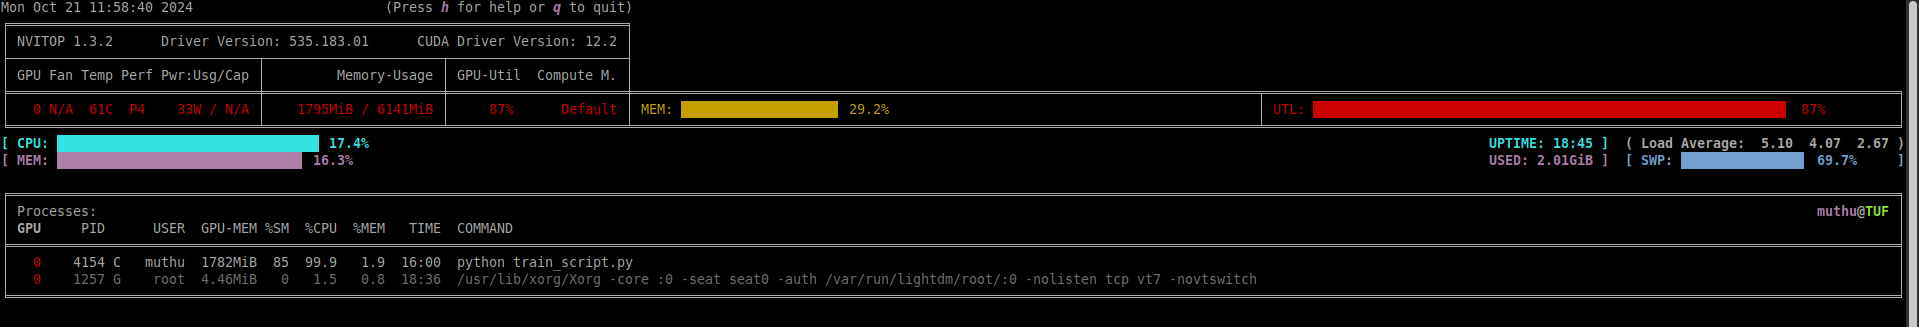 Mon Oct 21 11:58:40 2024 (Press h for help or q to quit)
NVITOP 1.3.2 Driver Version: 535.183.01 CUDA Driver Version: 12.2
GPU Fan Temp Perf Pwr:Usg/Cap Memory-Usage GPU-Util Compute M.
0 N/A 61C P4 33W / N/A 1795MiB / 6141MiB 87% Default MEM: 29.2% UTL: 87%
[ CPU: 17.4% UPTIME: 18:45 ] ( Load Average: 5.10 4.07 2.67 )
[ MEM: 16.3% USED: 2.01GiB ] [ SWP: 69.7% ]
Processes: muthu@TUF
GPU PID USER GPU-MEM %SM %CPU %MEM TIME COMMAND
0 4154 C muthu 1782MiB 85 99.9 1.9 16:00 python train_script.py
0 1257 G root 4.46MiB 0 1.5 0.8 18:36 /usr/lib/xorg/Xorg -core :0 -seat seat0 -auth /var/run/lightdm/root/:0 -nolisten tcp vt7 -novtswitch